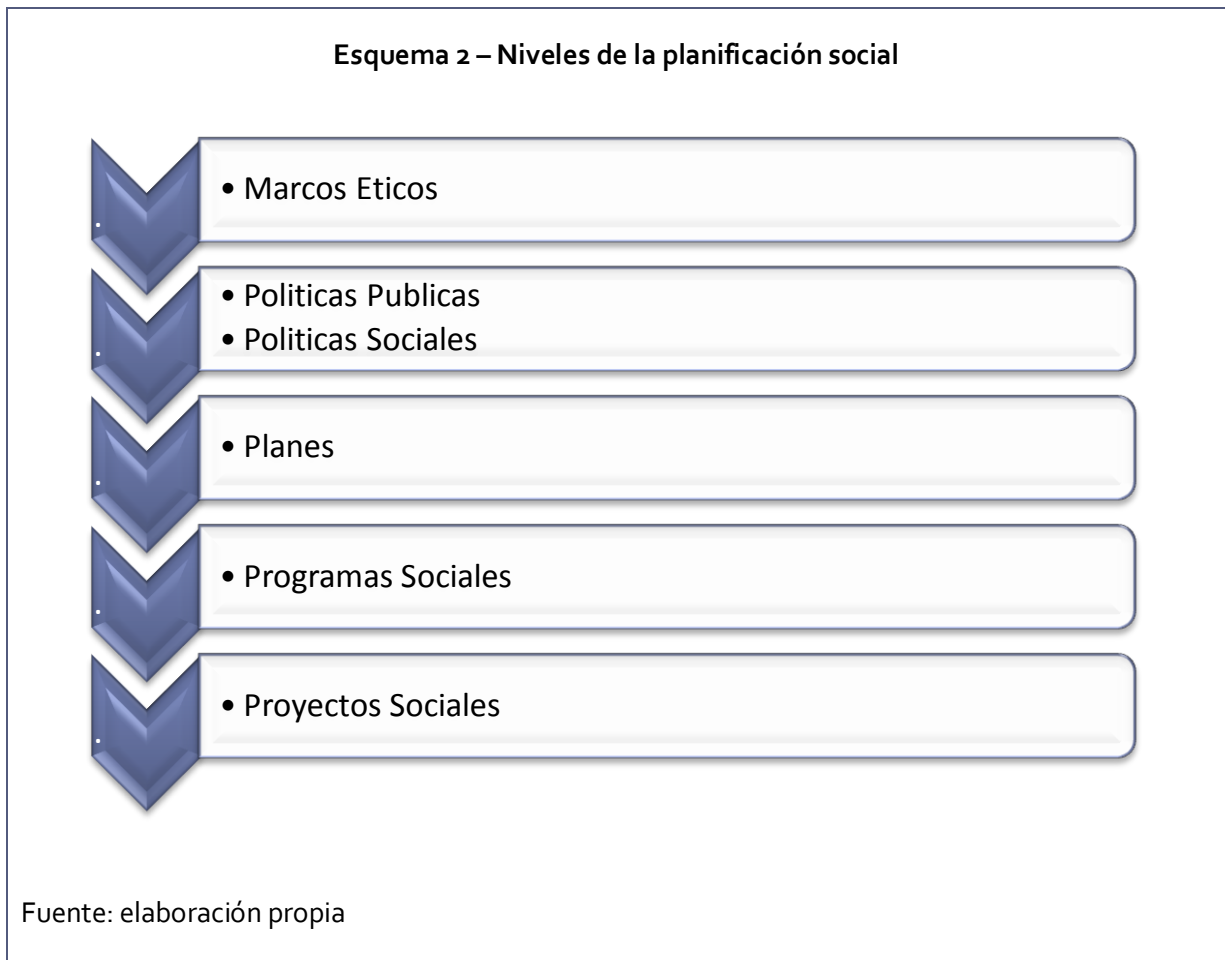 Esquema 2 – Niveles de la planificación social
• Marcos Eticos
• Politicas Publicas
• Politicas Sociales
• Planes
• Programas Sociales
• Proyectos Sociales
Fuente: elaboración propia